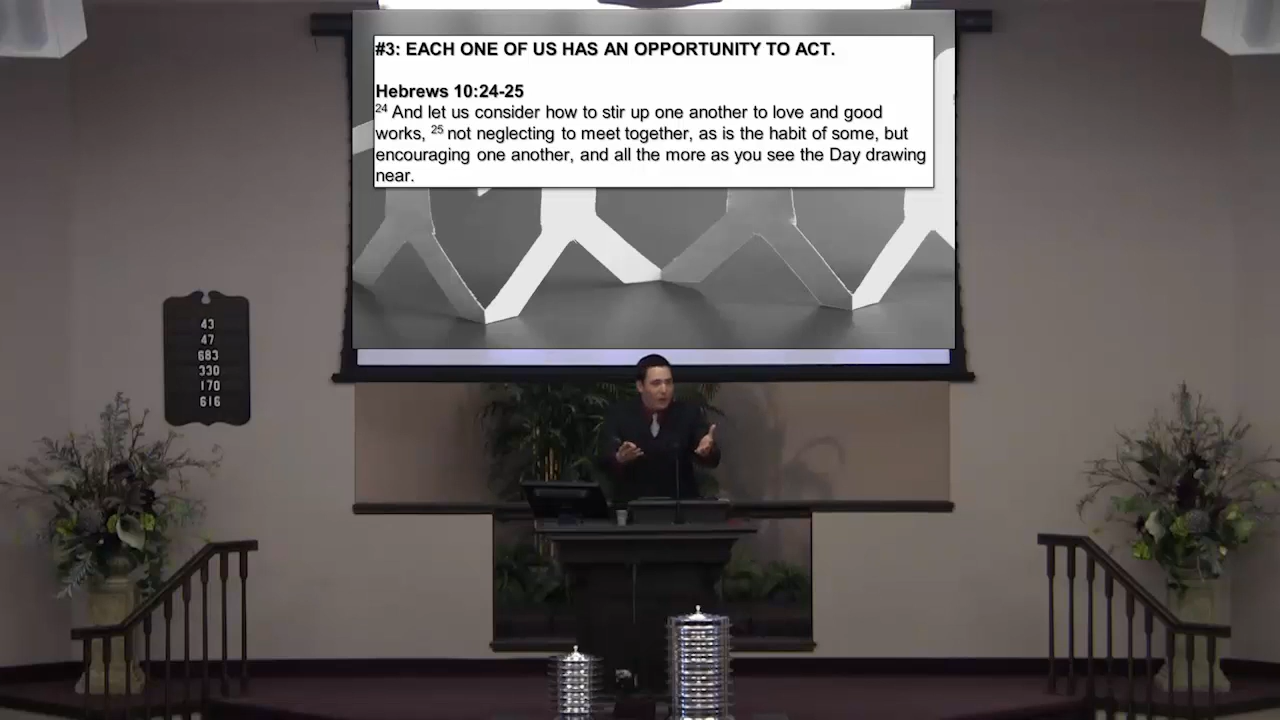 #3: EACH ONE OF US HAS AN OPPORTUNITY TO ACT.
Hebrews 10:24-25
24 And let us consider how to stir up one another to love and good
works, 25 not neglecting to meet together, as is the habit of some, but
encouraging one another, and all the more as you see the Day drawing
near.
43
47
683
330
170
616